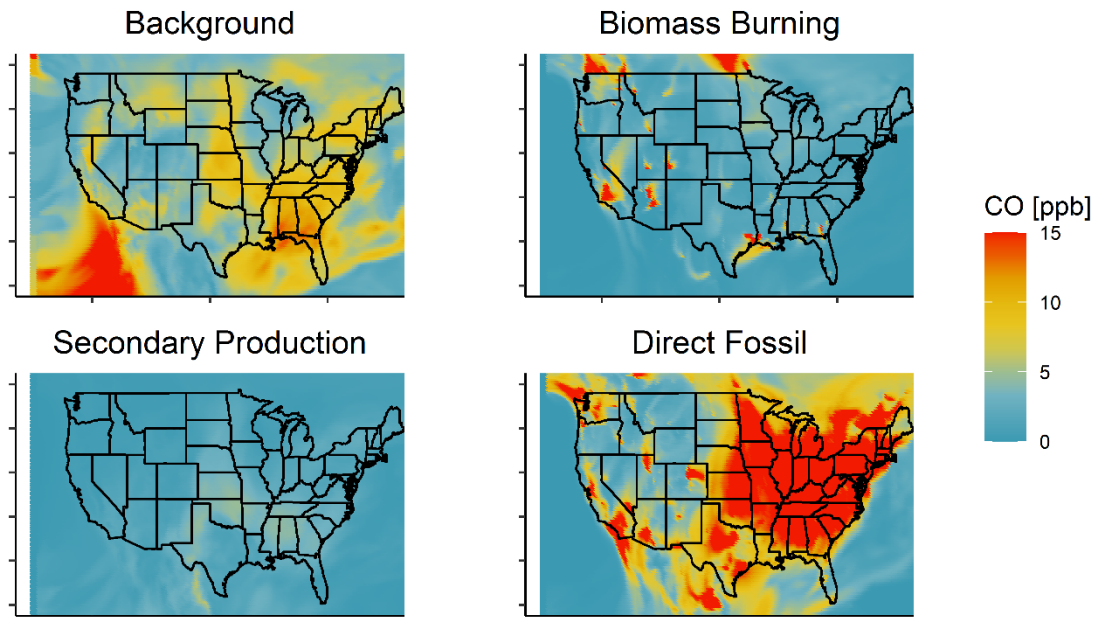 Background
Biomass Burning
Secondary Production
Direct Fossil
CO [ppb]
15
10
5
0